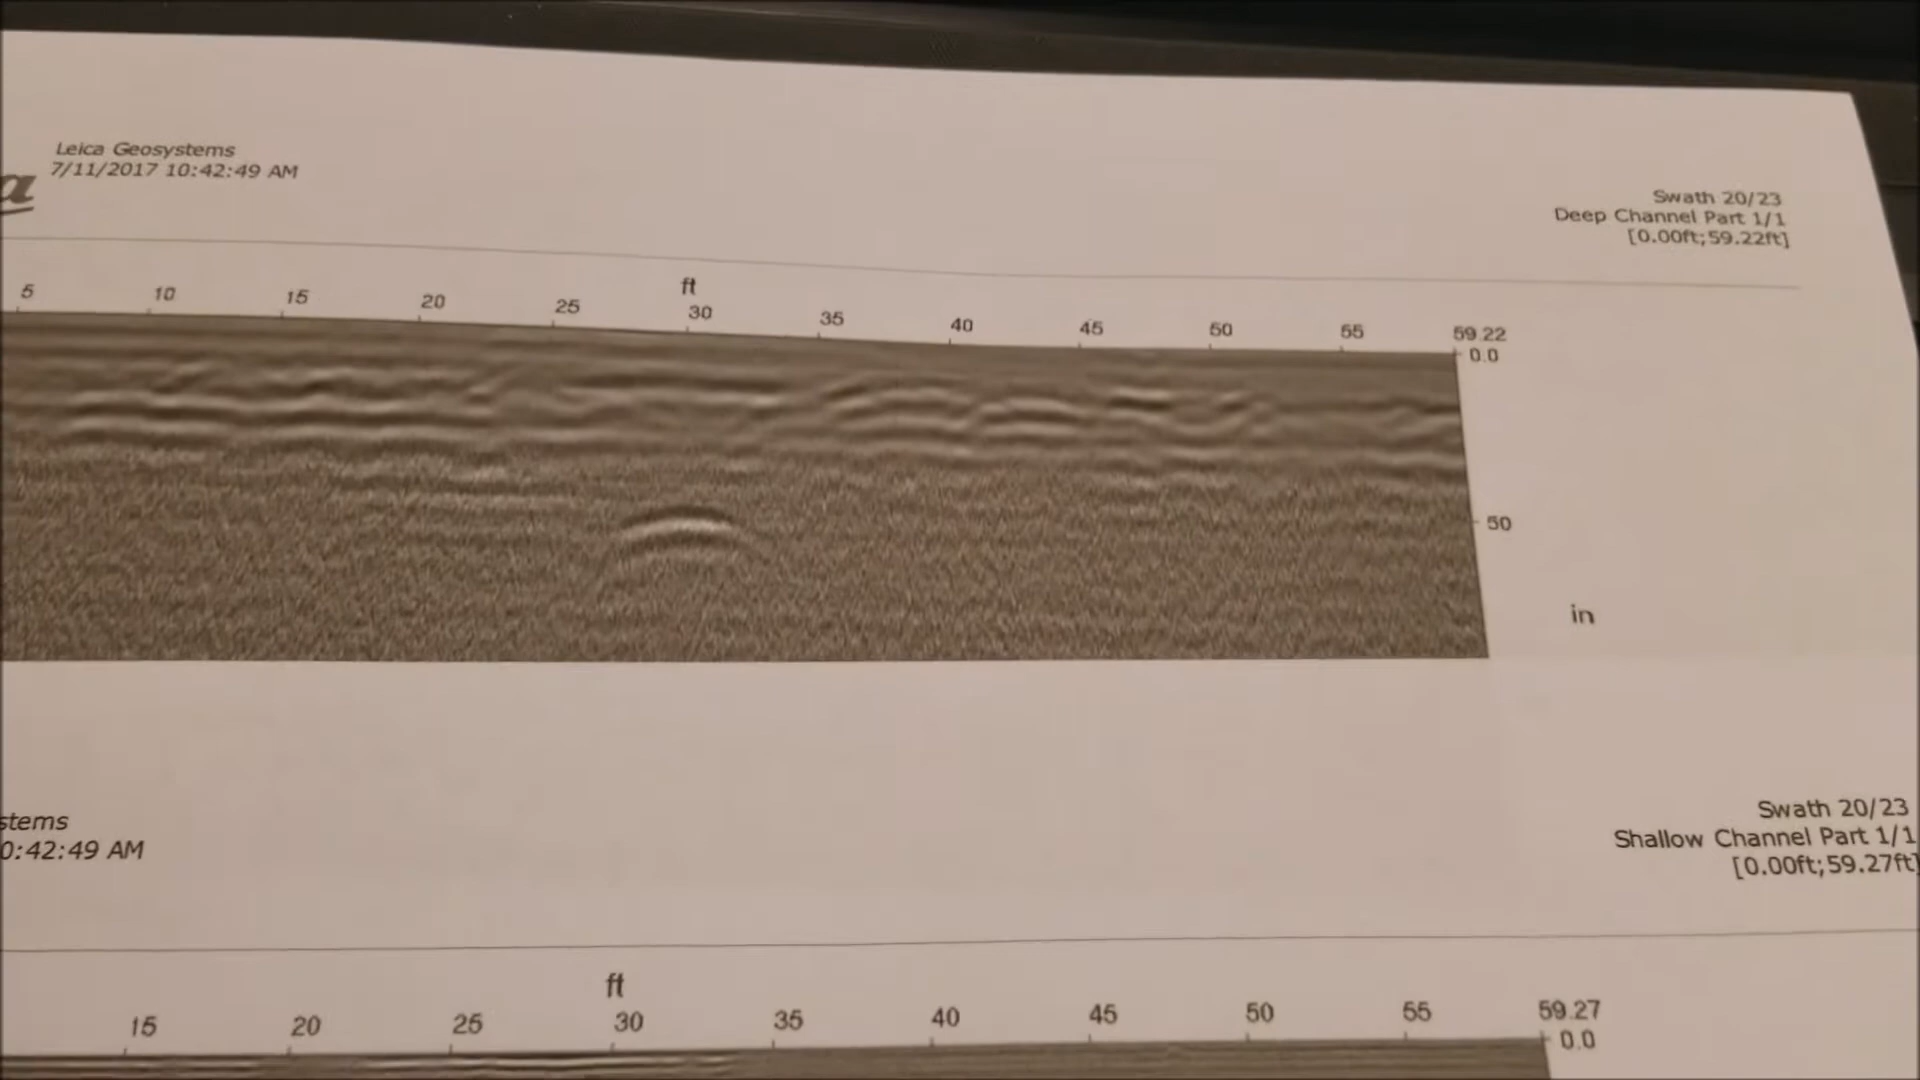 Leica Geosystems
7/11/2017 10:42:49 AM
a
Swath 20/23
Deep Channel Part 1/1
[0.00ft;59.22ft]
ft
5 10 15 20 25 30 35 40 45 50 55 59.22
0.0
50
in
stems
0:42:49 AM
Swath 20/23
Shallow Channel Part 1/1
[0.00ft;59.27ft]
ft
15 20 25 30 35 40 45 50 55 59.27
0.0